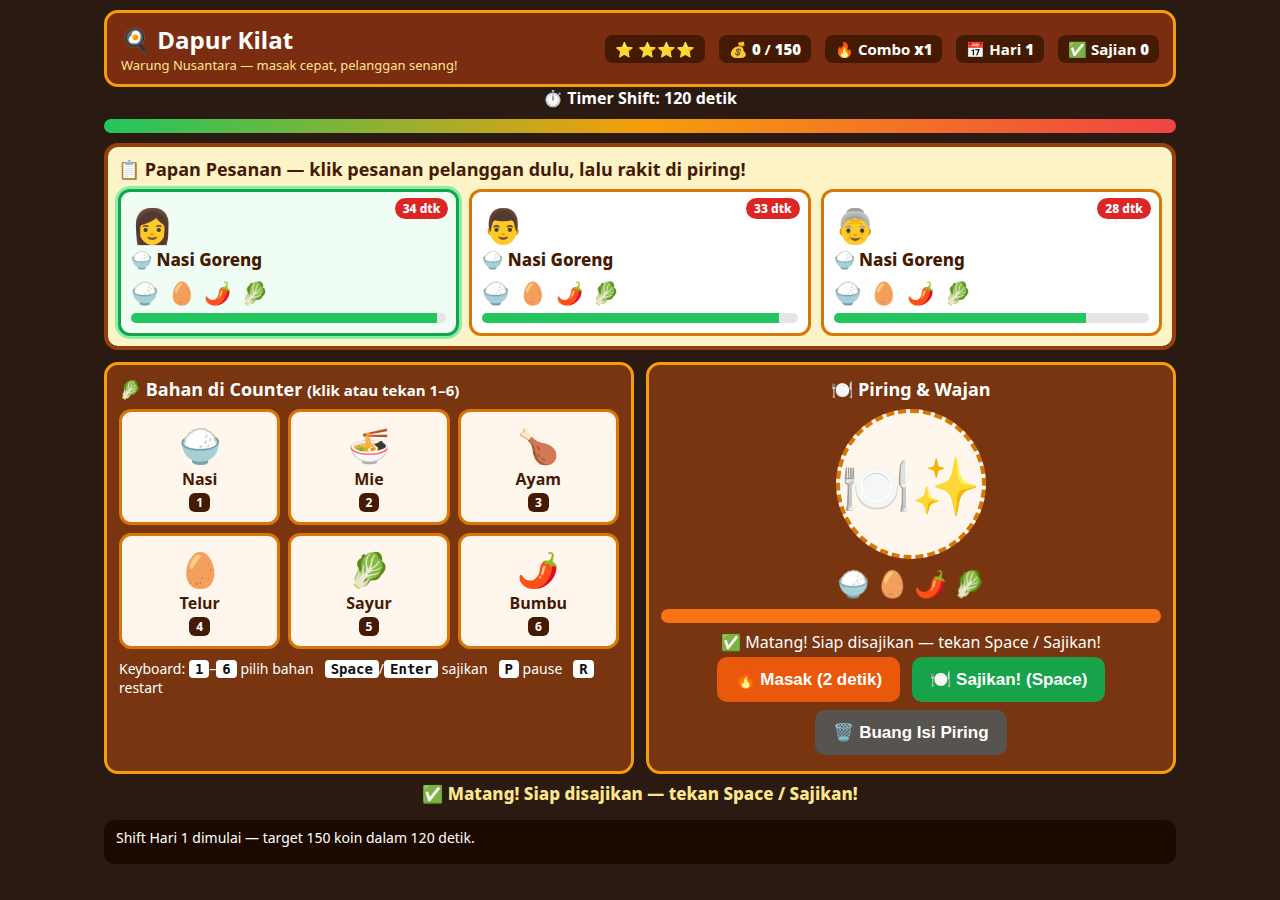 Dapur Kilat
Warung Nusantara — masak cepat, pelanggan senang!
0 / 150
Combo x1
Hari 1
Sajian 0
Timer Shift: 120 detik
Papan Pesanan — klik pesanan pelanggan dulu, lalu rakit di piring!
34 dtk
Nasi Goreng
33 dtk
Nasi Goreng
28 dtk
Nasi Goreng
Bahan di Counter (klik atau tekan 1–6)
Nasi
1
Mie
2
Ayam
3
Telur
4
Sayur
5
Bumbu
6
Keyboard: 1–6 pilih bahan Space/Enter sajikan P pause R
restart
Piring & Wajan
Matang! Siap disajikan — tekan Space / Sajikan!
Masak (2 detik)
Sajikan! (Space)
Buang Isi Piring
Matang! Siap disajikan — tekan Space / Sajikan!
Shift Hari 1 dimulai — target 150 koin dalam 120 detik.